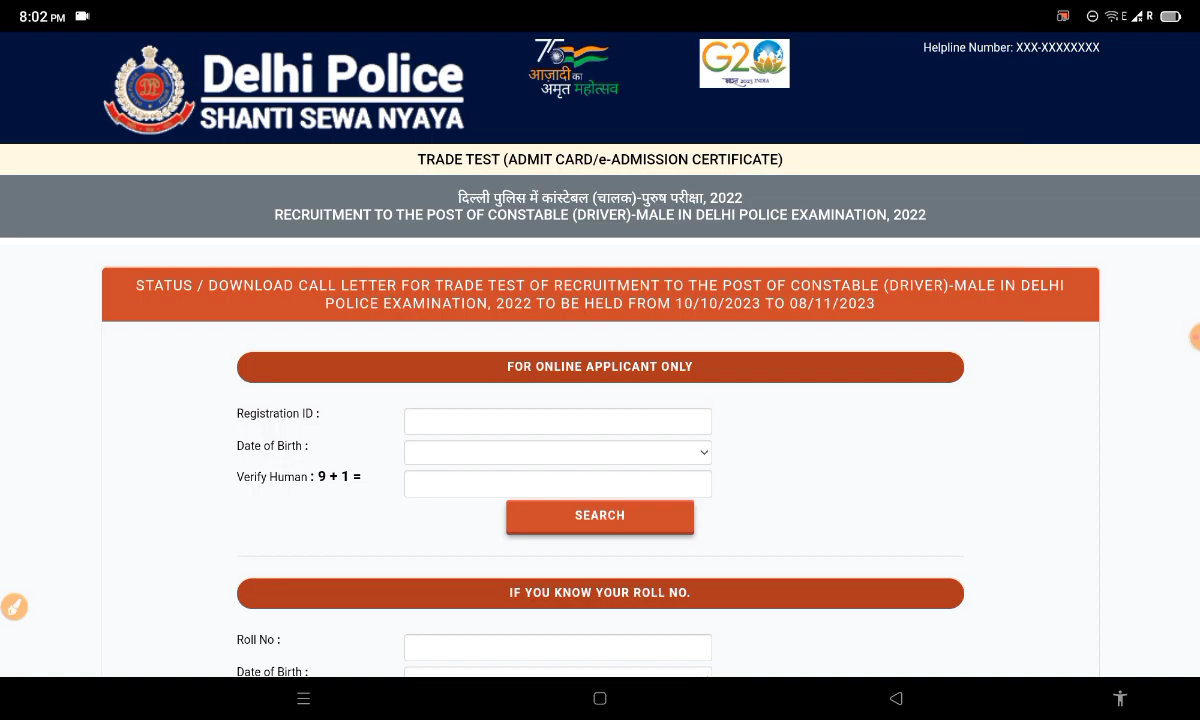 8:02 PM
E R
Delhi Police
SHANTI SEWA NYAYA
75
आज़ादी का
अमृत महोत्सव
G20
2023 INDIA
Helpline Number: XXX-XXXXXXXX
TRADE TEST (ADMIT CARD/e-ADMISSION CERTIFICATE)
दिल्ली पुलिस में कांस्टेबल (चालक)-पुरुष परीक्षा, 2022
RECRUITMENT TO THE POST OF CONSTABLE (DRIVER)-MALE IN DELHI POLICE EXAMINATION, 2022
STATUS / DOWNLOAD CALL LETTER FOR TRADE TEST OF RECRUITMENT TO THE POST OF CONSTABLE (DRIVER)-MALE IN DELHI
POLICE EXAMINATION, 2022 TO BE HELD FROM 10/10/2023 TO 08/11/2023
FOR ONLINE APPLICANT ONLY
Registration ID :
Date of Birth :
Verify Human : 9 + 1 =
SEARCH
IF YOU KNOW YOUR ROLL NO.
Roll No :
Date of Birth :